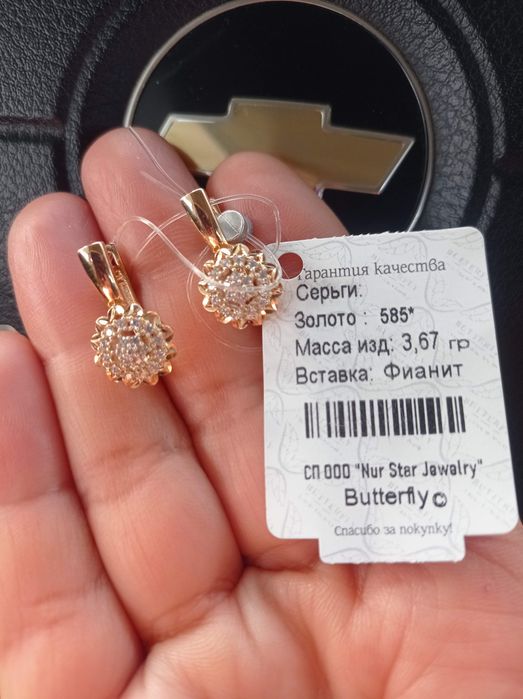 Гарантия качества
Серьги:
Золото : 585*
Масса изд: 3,67 гр
Вставка: Фианит
СП ООО "Nur Star Jewelry"
Butterfly©
Спасибо за покупку!